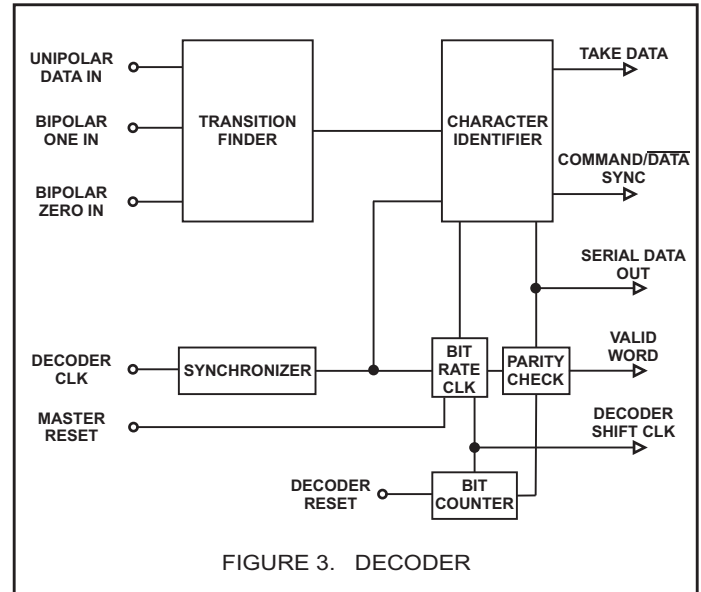 UNIPOLAR
DATA IN
BIPOLAR
ONE IN
BIPOLAR
ZERO IN
TRANSITION
FINDER
CHARACTER
IDENTIFIER
TAKE DATA
COMMAND/DATA
SYNC
SERIAL DATA
OUT
DECODER
CLK
SYNCHRONIZER
BIT
RATE
CLK
PARITY
CHECK
VALID
WORD
MASTER
RESET
DECODER
SHIFT CLK
DECODER
RESET
BIT
COUNTER
FIGURE 3. DECODER